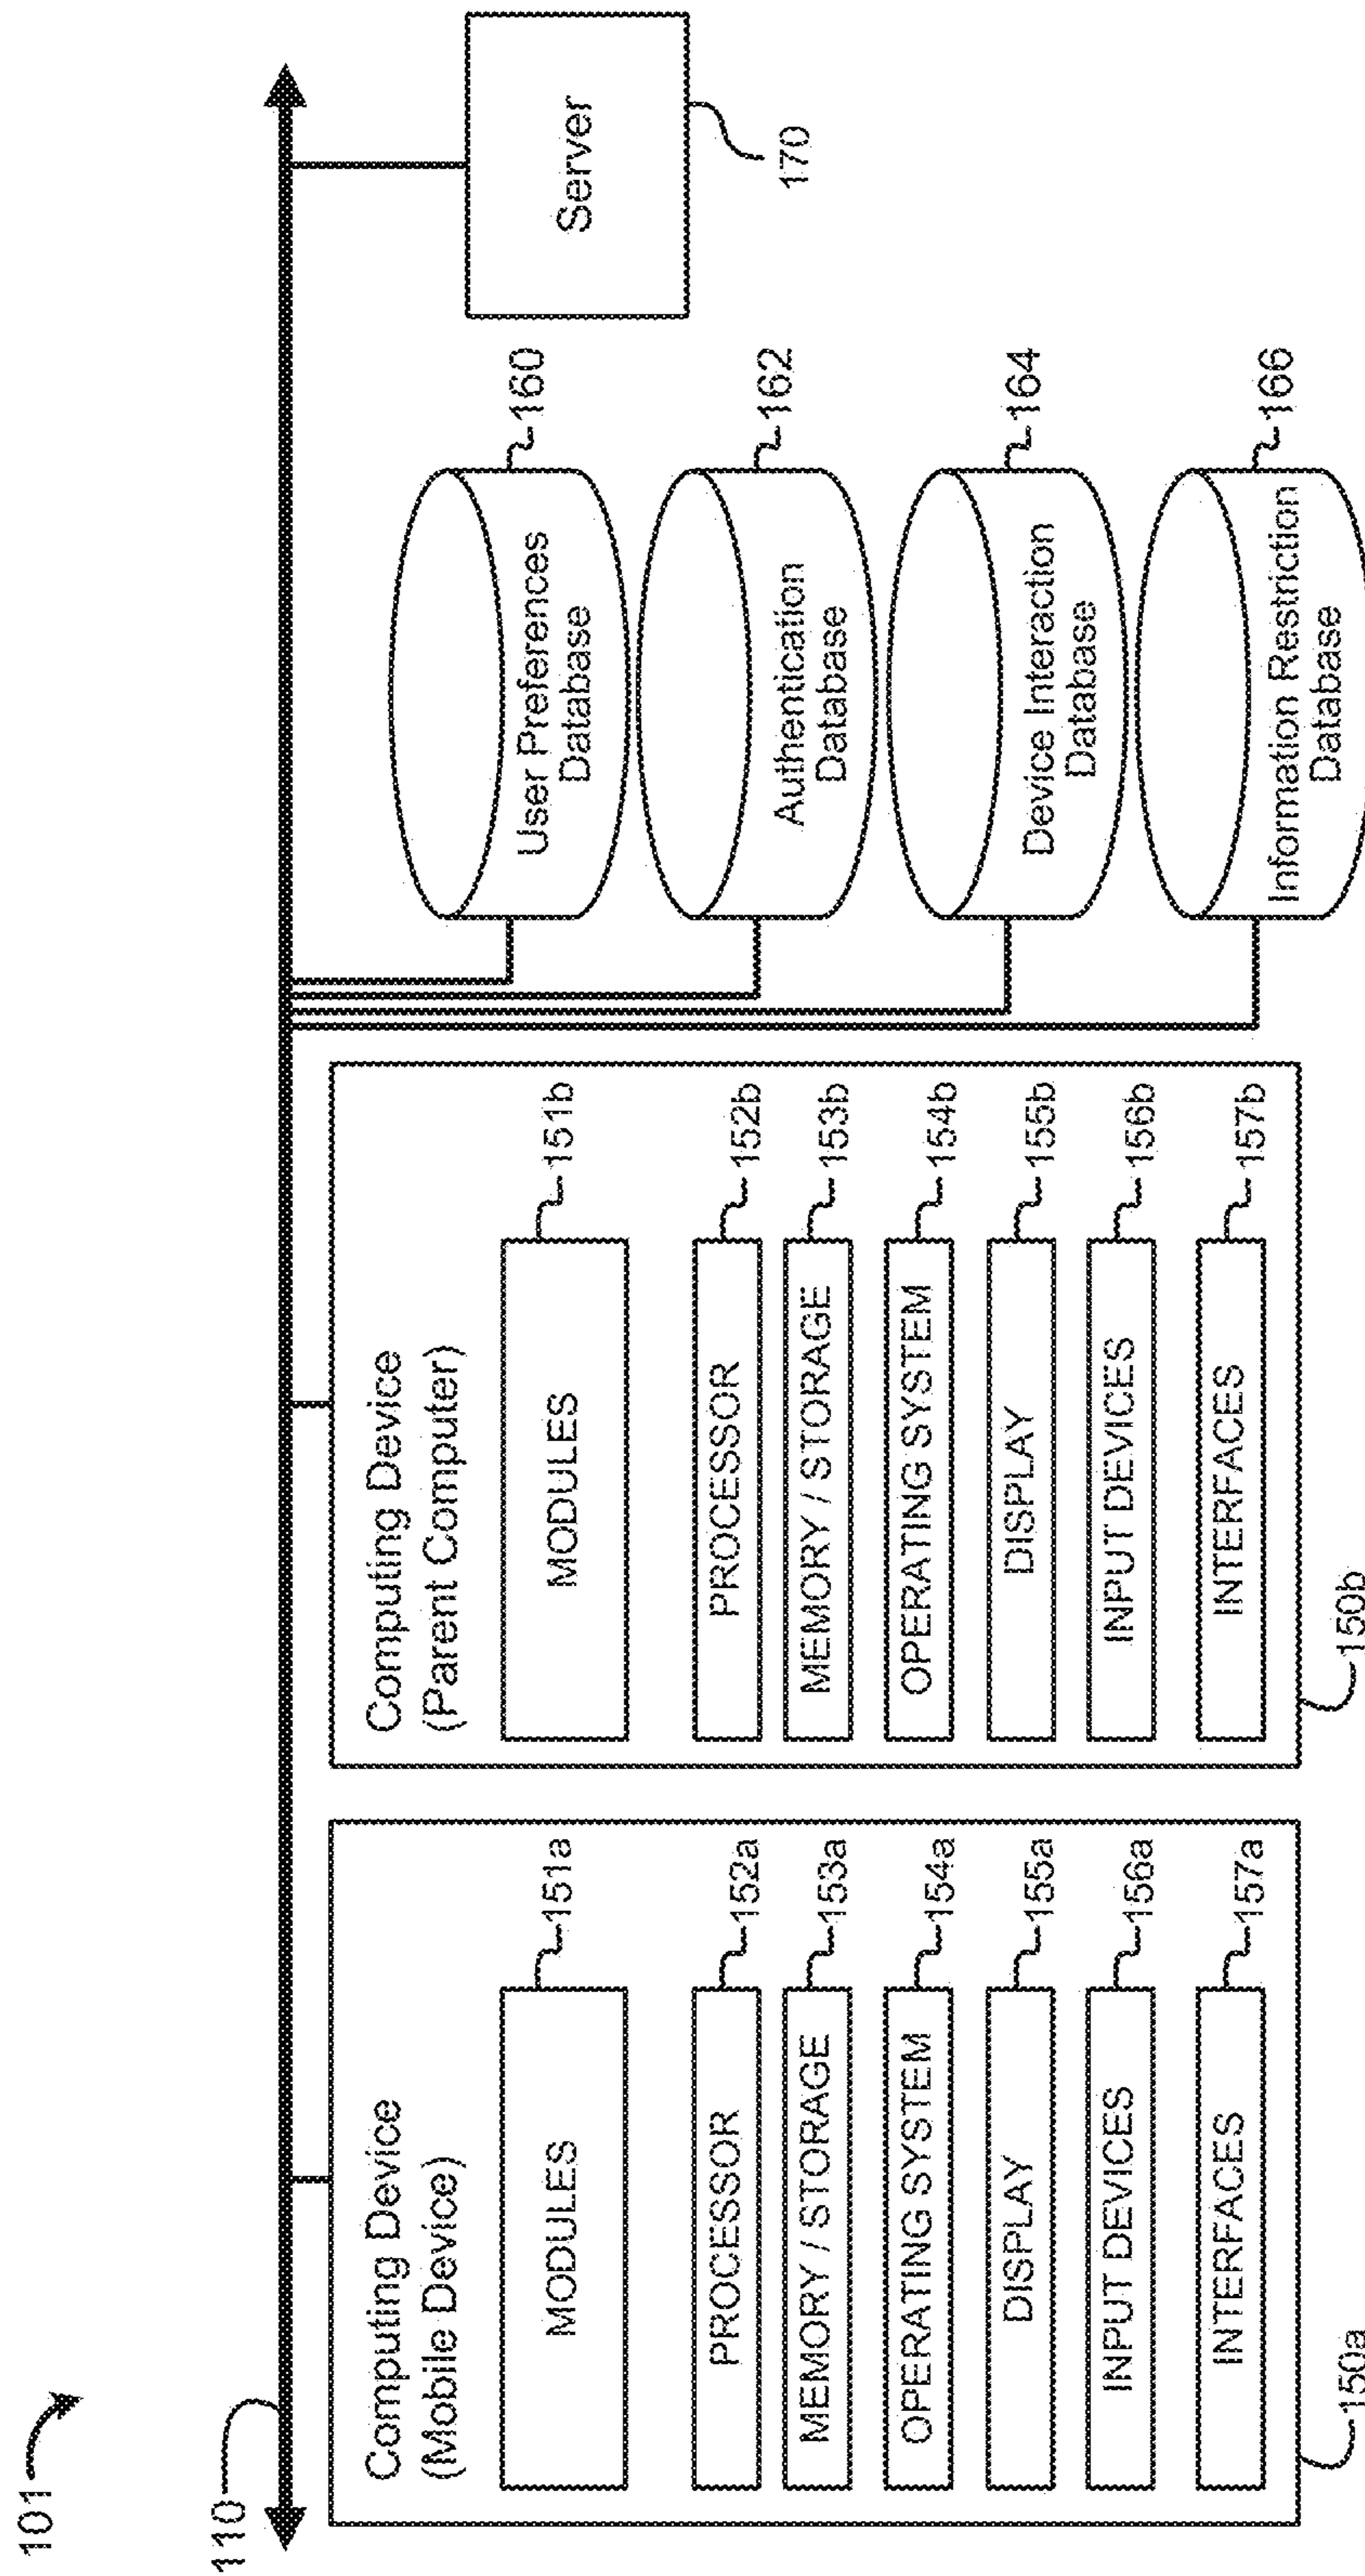 101
110
Computing Device
(Mobile Device)
MODULES
151a
PROCESSOR
152a
MEMORY / STORAGE
153a
OPERATING SYSTEM
154a
DISPLAY
155a
INPUT DEVICES
156a
INTERFACES
157a
150a
Computing Device
(Parent Computer)
MODULES
151b
PROCESSOR
152b
MEMORY / STORAGE
153b
OPERATING SYSTEM
154b
DISPLAY
155b
INPUT DEVICES
156b
INTERFACES
157b
150b
User Preferences
Database
160
Authentication
Database
162
Device Interaction
Database
164
Information Restriction
Database
166
Server
170